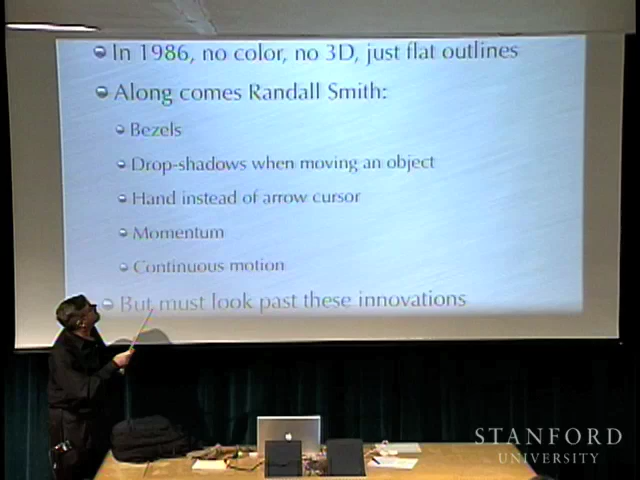 In 1986, no color, no 3D, just flat outlines
Along comes Randall Smith:
Bezels
Drop-shadows when moving an object
Hand instead of arrow cursor
Momentum
Continuous motion
But must look past these innovations
STANFORD
UNIVERSITY